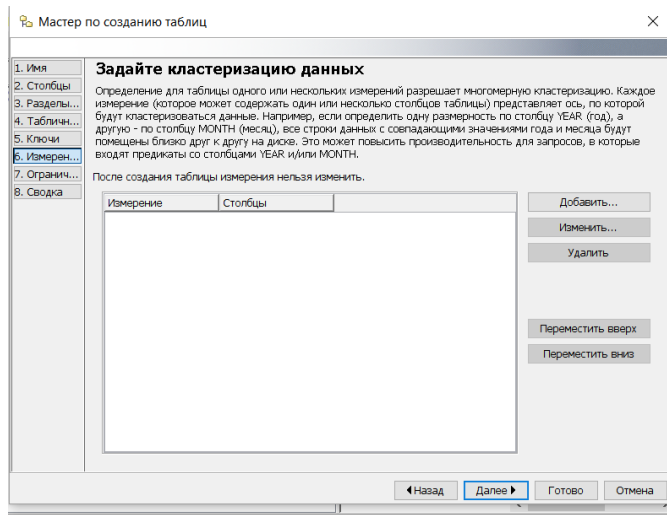 Мастер по созданию таблиц
1. Имя
2. Столбцы
3. Разделы...
4. Табличн...
5. Ключи
6. Измерен...
7. Огранич...
8. Сводка
Задайте кластеризацию данных
Определение для таблицы одного или нескольких измерений разрешает многомерную кластеризацию. Каждое
измерение (которое может содержать один или несколько столбцов таблицы) представляет ось, по которой
будут кластеризоваться данные. Например, если определить одну размерность по столбцу YEAR (год), а
другую - по столбцу MONTH (месяц), все строки данных с совпадающими значениями
года и месяца будут
помещены близко друг к другу на диске. Это может повысить производительность для запросов, в которые
входят предикаты со столбцами YEAR и/или MONTH.
После создания таблицы измерения нельзя изменить.
Измерение
Столбцы
Добавить...
Изменить...
Удалить
Переместить вверх
Переместить вниз
Назад
Далее
Готово
Отмена